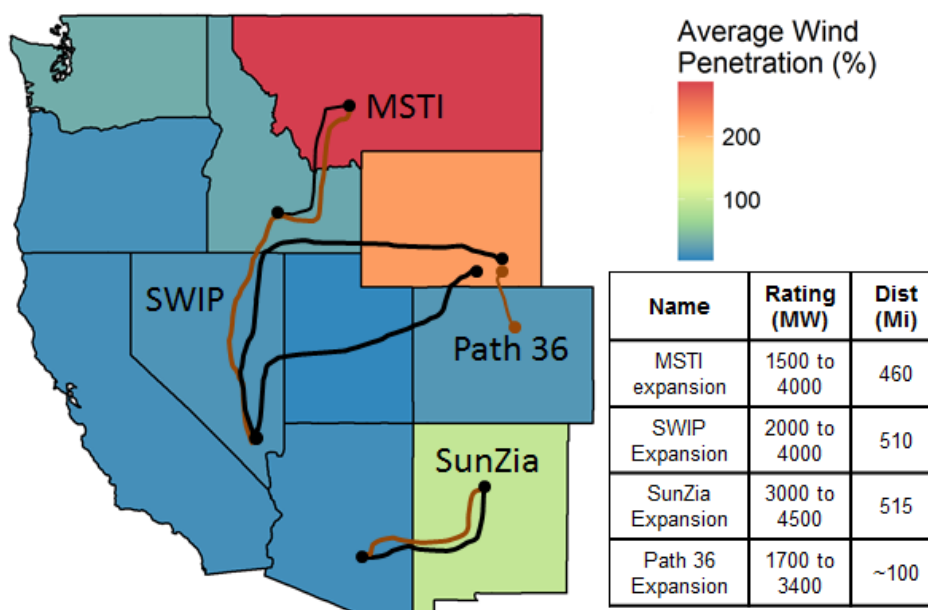 Average Wind
Penetration (%)
200
100
MSTI
SWIP
Path 36
SunZia
Name
Rating
(MW)
Dist
(Mi)
MSTI
expansion
1500 to
4000
460
SWIP
Expansion
2000 to
4000
510
SunZia
Expansion
3000 to
4500
515
Path 36
Expansion
1700 to
3400
~100